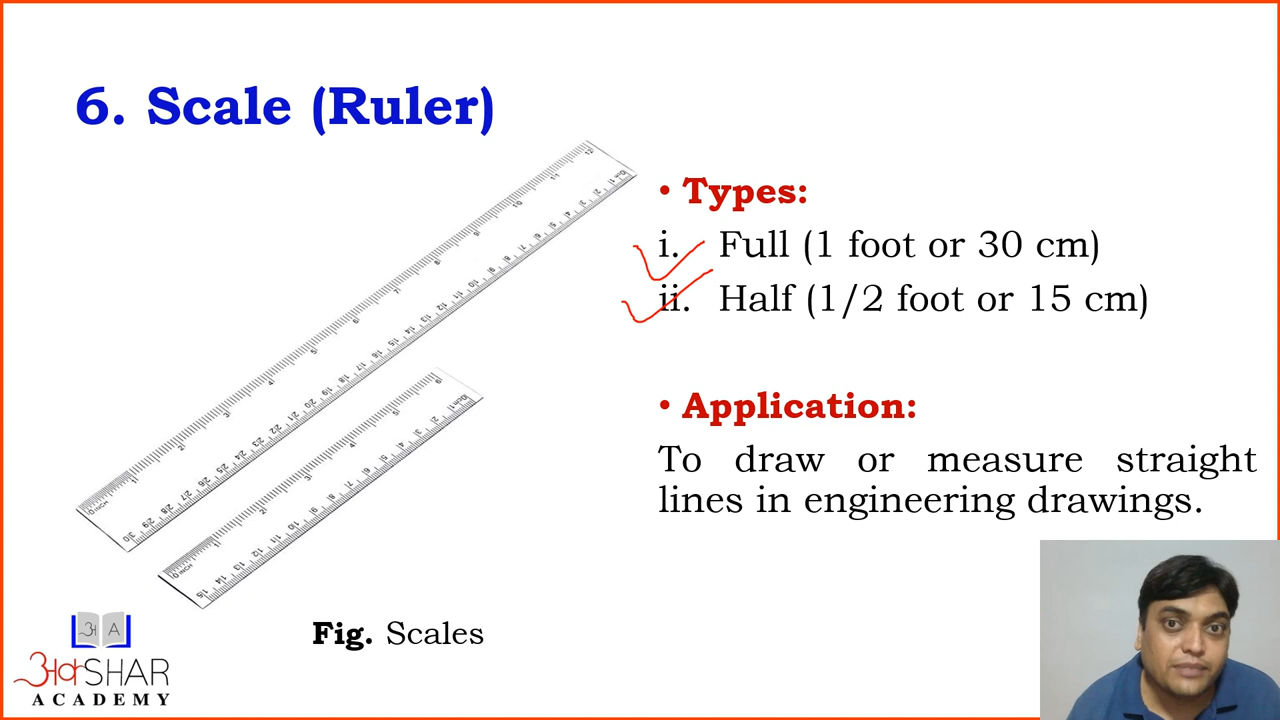 6. Scale (Ruler)
• Types:
i. Full (1 foot or 30 cm)
ii. Half (1/2 foot or 15 cm)
• Application:
To draw or measure straight
lines in engineering drawings.
Fig. Scales
अ A
अक्SHAR
ACADEMY